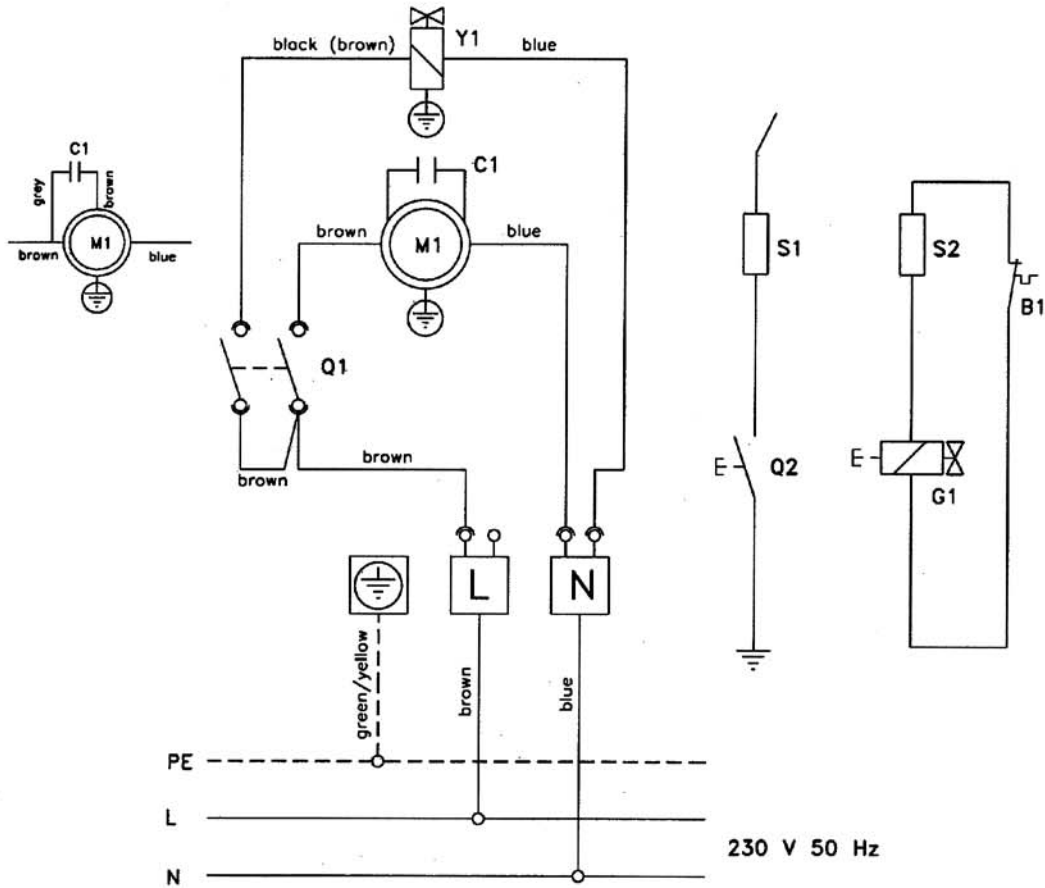 black (brown)
Y1
blue
C1
grey
brown
M1
brown
blue
C1
brown
M1
blue
S1
S2
B1
Q1
brown
brown
E
Q2
E
G1
L
N
green/yellow
brown
blue
PE
L
230 V 50 Hz
N